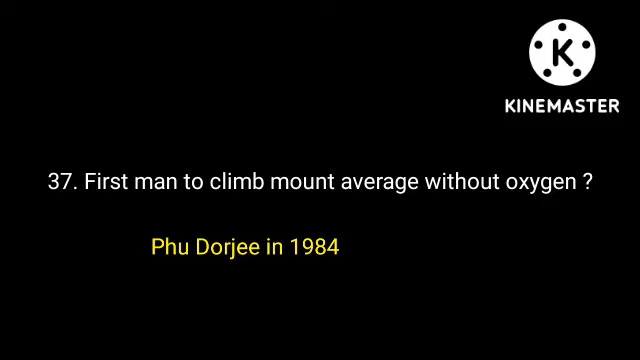 KINEMASTER
37. First man to climb mount average without oxygen ?
Phu Dorjee in 1984